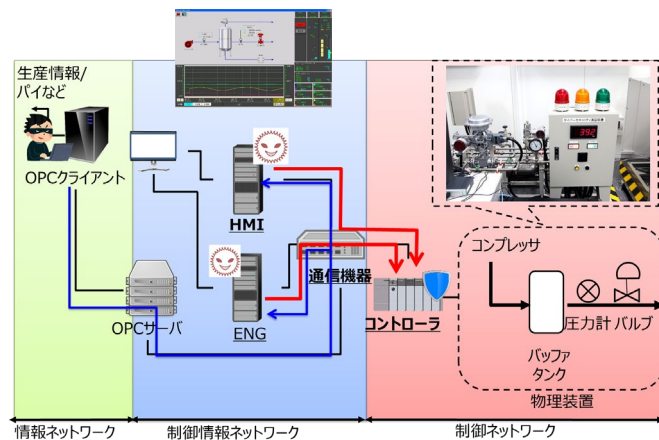 生産情報/
パイなど
OPCクライアント
HMI
通信機器
ENG
OPCサーバ
コントローラ
392
コンプレッサ
圧力計 バルブ
バッファ
タンク
物理装置
情報ネットワーク
制御情報ネットワーク
制御ネットワーク